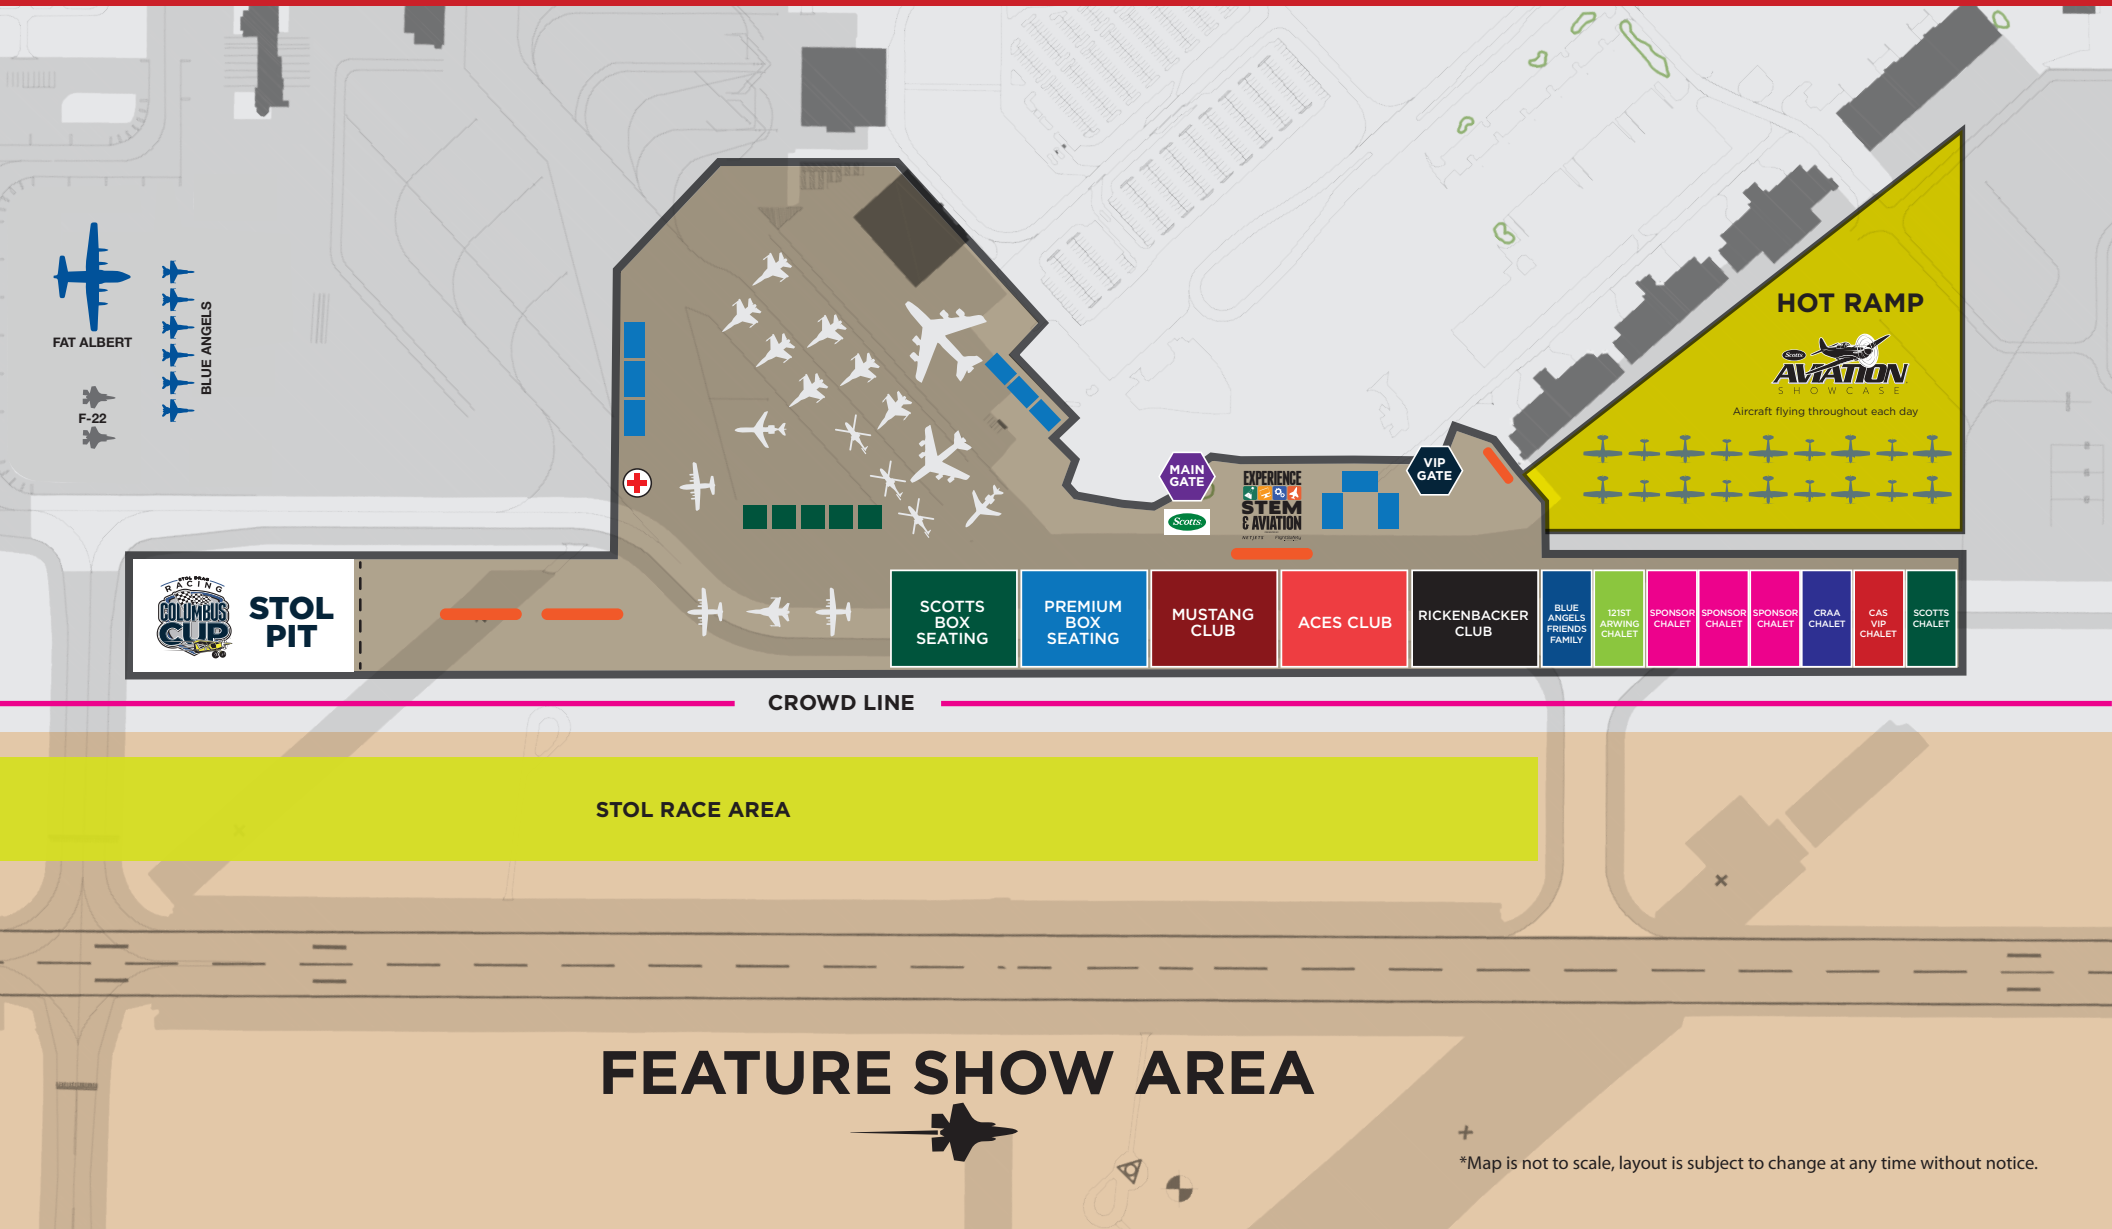 FAT ALBERT
BLUE ANGELS
F-22
HOT RAMP
Scotts
AVIATION
SHOWCASE
Aircraft flying throughout each day
MAIN
GATE
Scotts
EXPERIENCE
STEM
& AVIATION
VIP
GATE
STOL DRAG
RACING
COLUMBUS
CUP
STOL
PIT
SCOTTS
BOX
SEATING
PREMIUM
BOX
SEATING
MUSTANG
CLUB
ACES CLUB
RICKENBACKER
CLUB
BLUE
ANGELS
FRIENDS
FAMILY
121ST
ARWING
CHALET
SPONSOR
CHALET
SPONSOR
CHALET
SPONSOR
CHALET
CRAA
CHALET
CAS
VIP
CHALET
SCOTTS
CHALET
CROWD LINE
STOL RACE AREA
FEATURE SHOW AREA
*Map is not to scale, layout is subject to change at any time without notice.